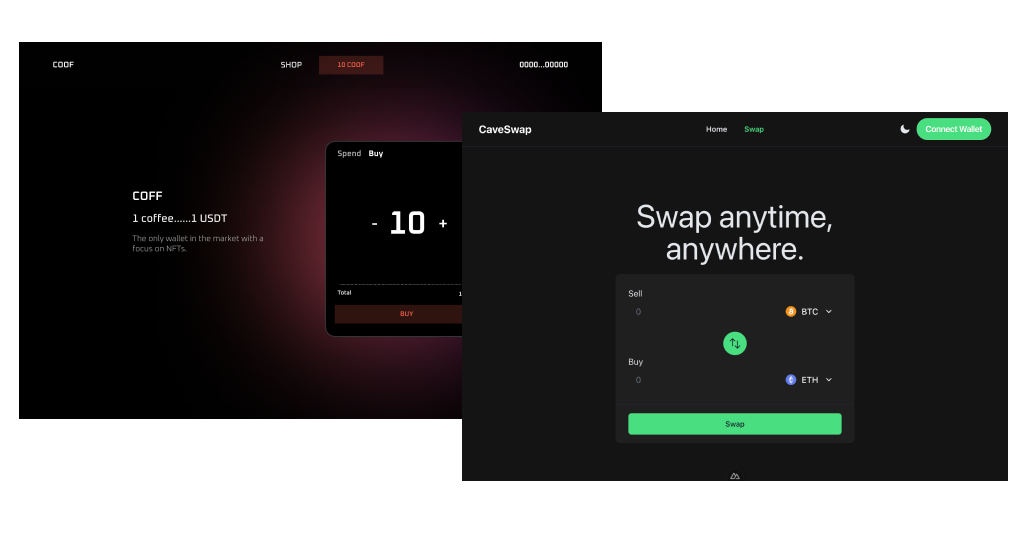 COOF
SHOP
10 COOF
0000...00000
Spend Buy
COFF
1 coffee......1 USDT
The only wallet in the market with a
focus on NFTs.
- 10 +
Total
1
BUY
CaveSwap
Home
Swap
Connect Wallet
Swap anytime,
anywhere.
Sell
0
BTC
Buy
0
ETH
Swap